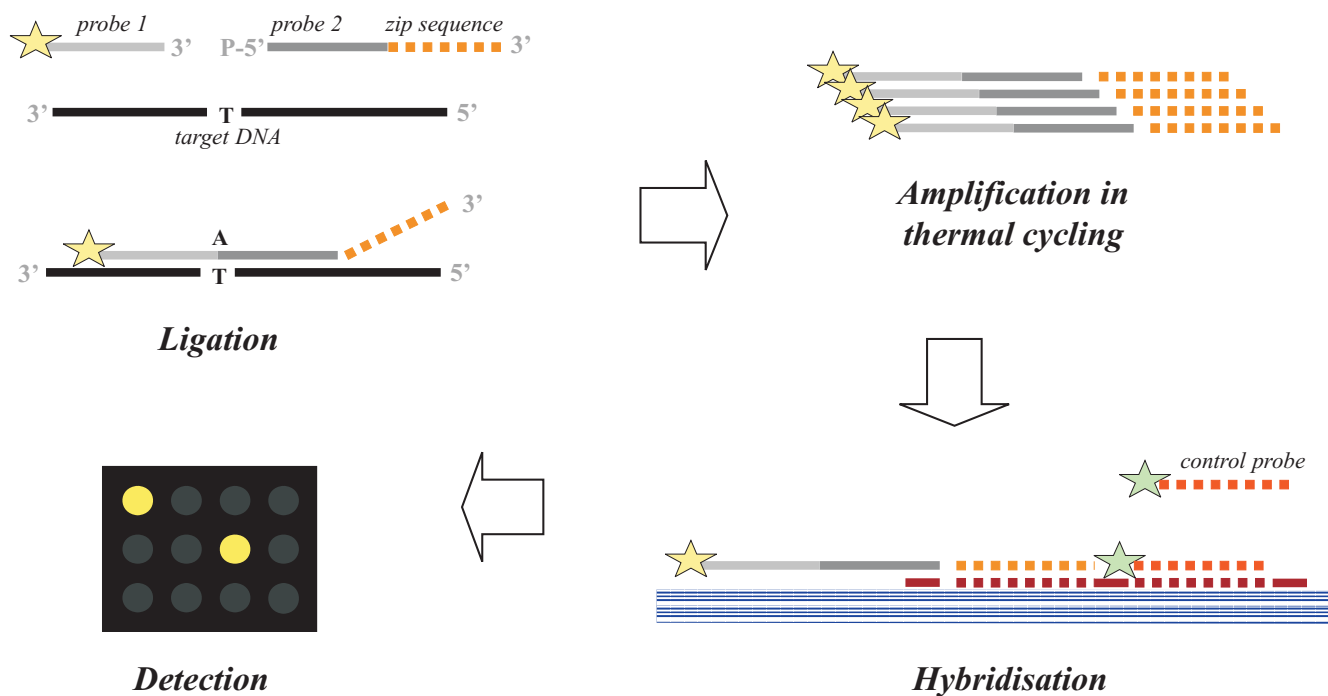 probe 1
3’
P-5’
probe 2
zip sequence
3’
3’
T
5’
target DNA
3’
A
3’
T
5’
Ligation
Amplification in
thermal cycling
control probe
Hybridisation
Detection